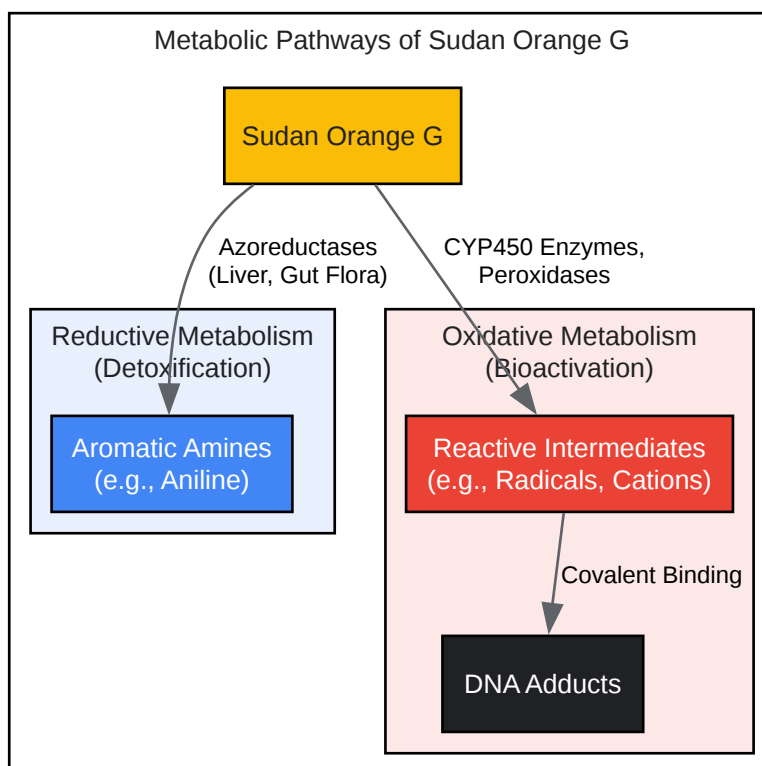 Metabolic Pathways of Sudan Orange G
Sudan Orange G
Azoreductases
(Liver, Gut Flora)
CYP450 Enzymes,
Peroxidases
Reductive Metabolism
(Detoxification)
Oxidative Metabolism
(Bioactivation)
Aromatic Amines
(e.g., Aniline)
Reactive Intermediates
(e.g., Radicals, Cations)
Covalent Binding
DNA Adducts